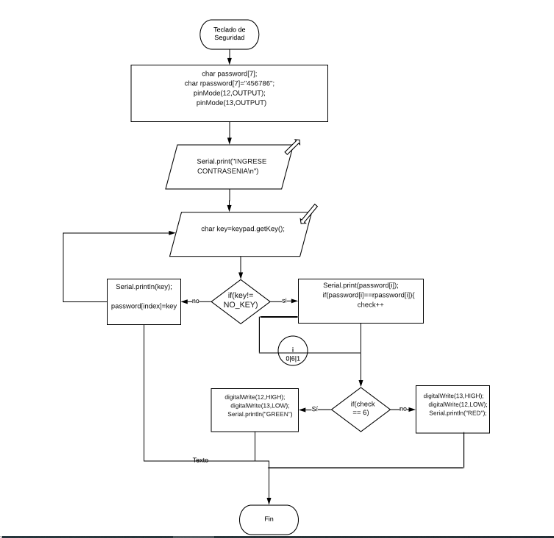 Teclado de
Seguridad
char password[7];
char rpassword[7]="456786";
pinMode(12,OUTPUT);
pinMode(13,OUTPUT)
Serial.print("INGRESE
CONTRASENIA\n")
char key=keypad.getKey();
Serial.println(key);
password[index]=key
no
if(key!=
NO_KEY)
si
Serial.print(password[i]);
if(password[i]==rpassword[i]){
check++
i
0|6|1
digitalWrite(12,HIGH);
digitalWrite(13,LOW);
Serial.println("GREEN")
Si
if(check
== 6)
no
digitalWrite(13,HIGH);
digitalWrite(12,LOW);
Serial.println("RED");
Texto
Fin